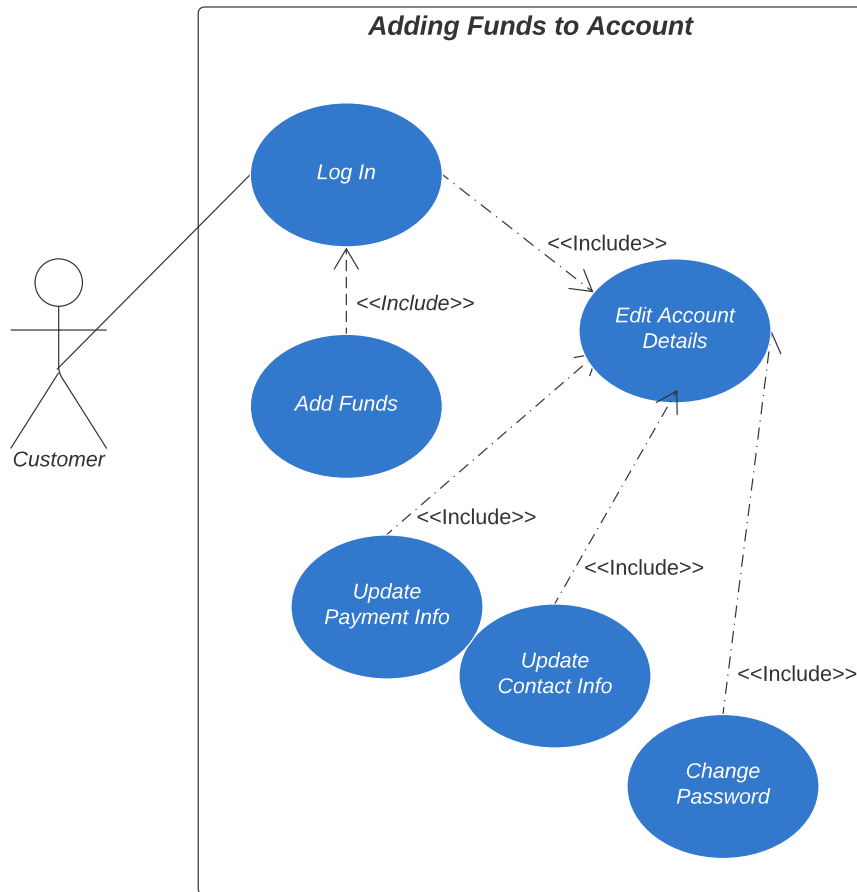 Adding Funds to Account
Log In
<<Include>>
<<Include>>
Edit Account
Details
Add Funds
Customer
<<Include>>
<<Include>>
Update
Payment Info
Update
Contact Info
<<Include>>
Change
Password